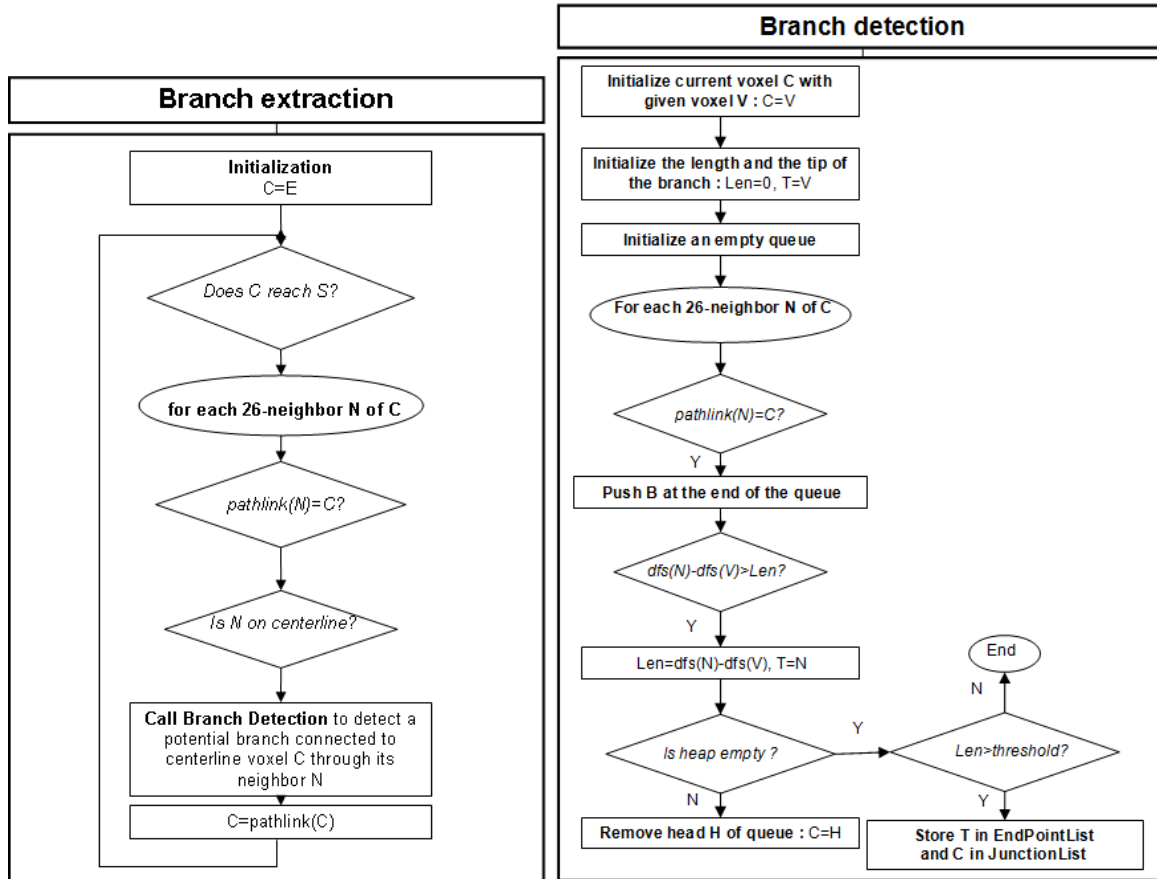 Branch extraction
Initialization
C=E
Does C reach S?
for each 26-neighbor N of C
pathlink(N)=C?
Is N on centerline?
Call Branch Detection to detect a
potential branch connected to
centerline voxel C through its
neighbor N
C=pathlink(C)
Branch detection
Initialize current voxel C with
given voxel V : C=V
Initialize the length and the tip of
the branch : Len=0, T=V
Initialize an empty queue
For each 26-neighbor N of C
pathlink(N)=C?
Y
Push B at the end of the queue
dfs(N)-dfs(V)>Len?
Y
Len=dfs(N)-dfs(V), T=N
Is heap empty ?
Y
N
Remove head H of queue : C=H
End
N
Len>threshold?
Y
Store T in EndPointList
and C in JunctionList